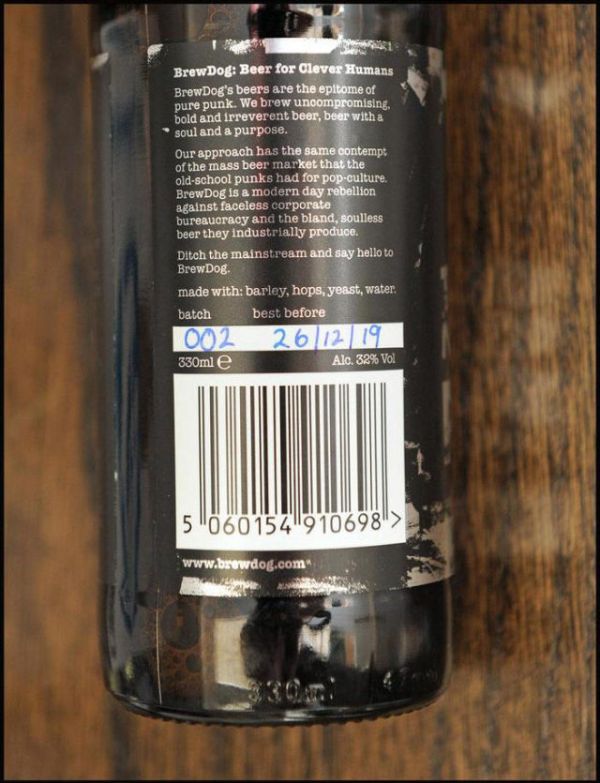 BrewDog: Beer for Clever Humans
BrewDog's beers are the epitome of
pure punk. We brew uncompromising,
bold and irreverent beer, beer with a
soul and a purpose.
Our approach has the same contempt
of the mass beer market that the
old-school punks had for pop-culture.
BrewDog is a modern day rebellion
against faceless corporate
bureaucracy and the bland, soulless
beer they industrially produce.
Ditch the mainstream and say hello to
BrewDog.
made with: barley, hops, yeast, water.
batch best before
002 26/12/19
330ml ℮ Alc. 32% Vol
5 060154 910698 >
www.brewdog.com
330ml